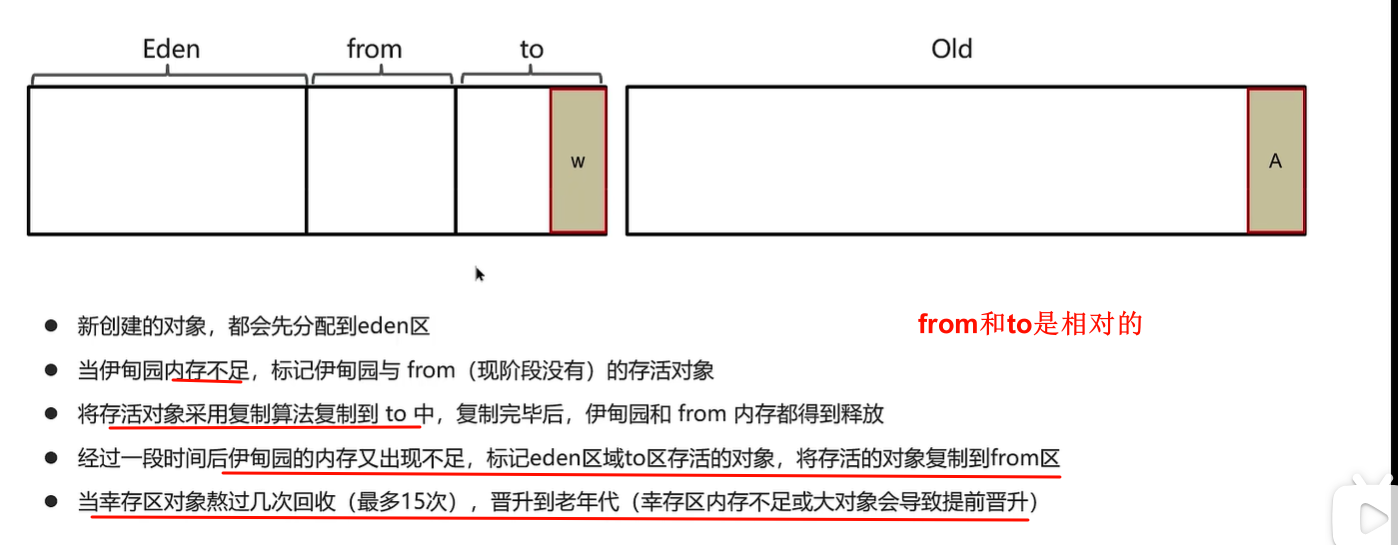 Eden from to Old
w A
新创建的对象，都会先分配到eden区
from和to是相对的
当伊甸园内存不足，标记伊甸园与 from（现阶段没有）的存活对象
将存活对象采用复制算法复制到 to 中，复制完毕后，伊甸园和 from 内存都得到释放
经过一段时间后伊甸园的内存又出现不足，标记eden区域to区存活的对象，将存活的对象复制到from区
当幸存区对象熬过几次回收（最多15次），晋升到老年代（幸存区内存不足或大对象会导致提前晋升）